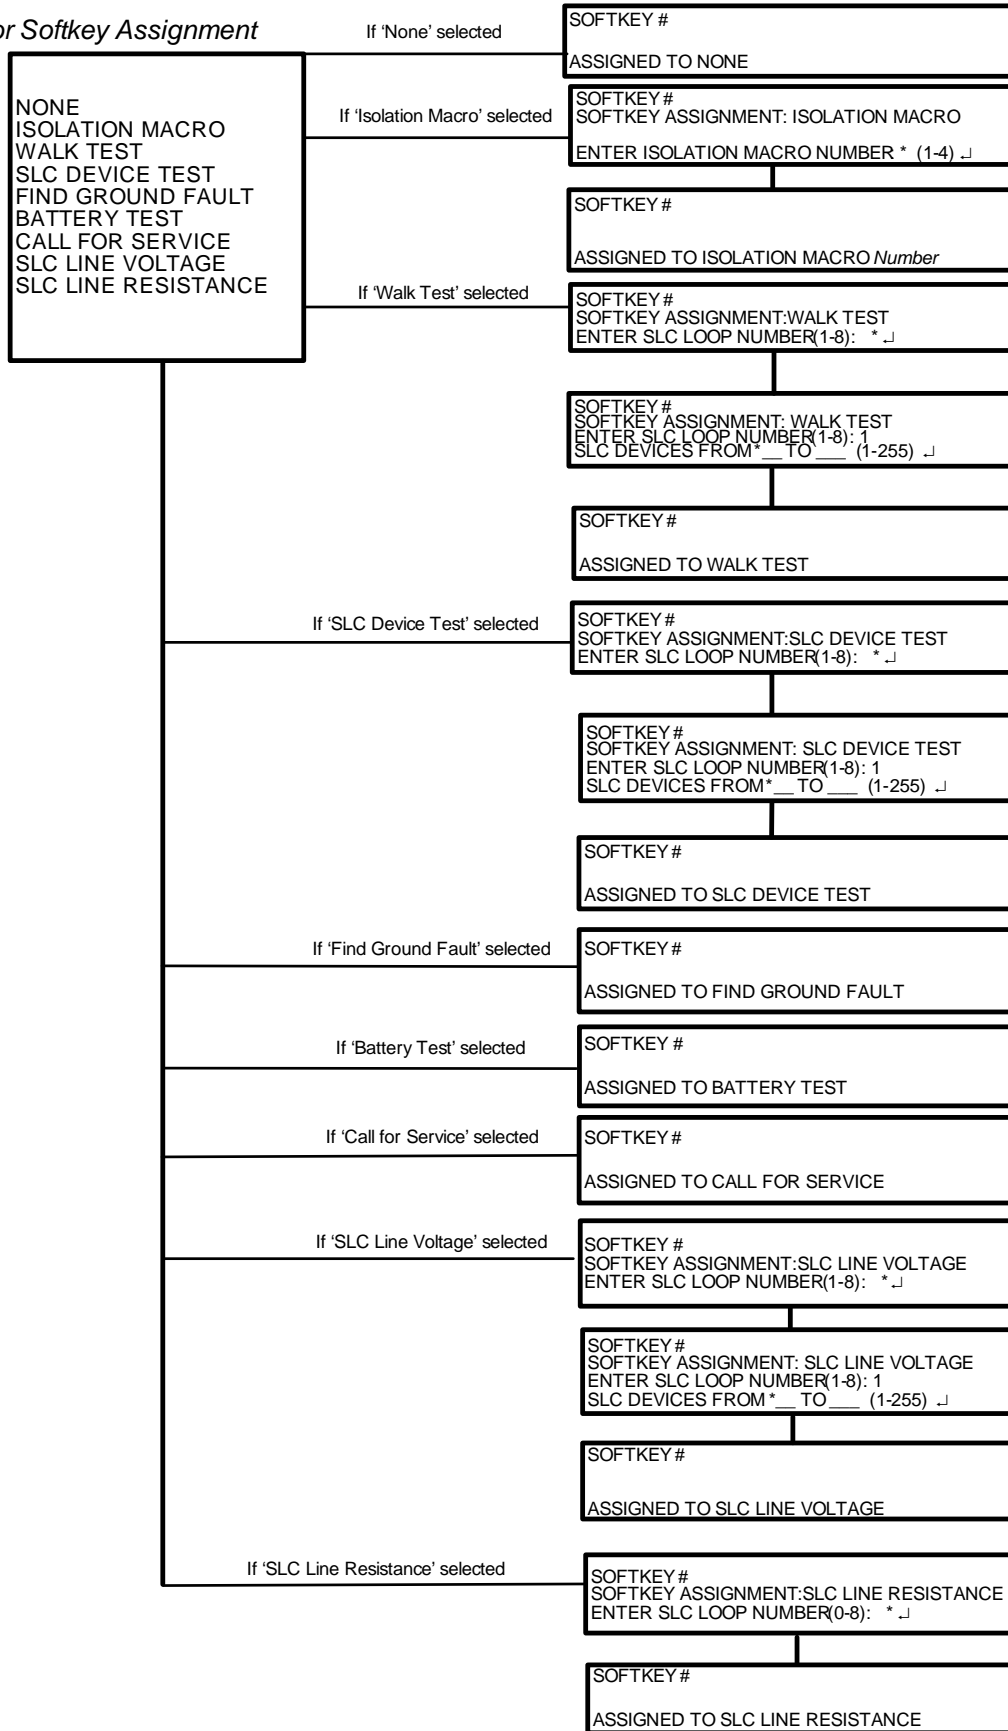 or Softkey Assignment
NONE
ISOLATION MACRO
WALK TEST
SLC DEVICE TEST
FIND GROUND FAULT
BATTERY TEST
CALL FOR SERVICE
SLC LINE VOLTAGE
SLC LINE RESISTANCE
If ‘None’ selected
SOFTKEY #
ASSIGNED TO NONE
If ‘Isolation Macro’ selected
SOFTKEY #
SOFTKEY ASSIGNMENT: ISOLATION MACRO
ENTER ISOLATION MACRO NUMBER * (1-4) ↵
SOFTKEY #
ASSIGNED TO ISOLATION MACRO Number
If ‘Walk Test’ selected
SOFTKEY #
SOFTKEY ASSIGNMENT:WALK TEST
ENTER SLC LOOP NUMBER(1-8): * ↵
SOFTKEY #
SOFTKEY ASSIGNMENT: WALK TEST
ENTER SLC LOOP NUMBER(1-8): 1
SLC DEVICES FROM *__ TO ___ (1-255) ↵
SOFTKEY #
ASSIGNED TO WALK TEST
If ‘SLC Device Test’ selected
SOFTKEY #
SOFTKEY ASSIGNMENT:SLC DEVICE TEST
ENTER SLC LOOP NUMBER(1-8): * ↵
SOFTKEY #
SOFTKEY ASSIGNMENT: SLC DEVICE TEST
ENTER SLC LOOP NUMBER(1-8): 1
SLC DEVICES FROM *__ TO ___ (1-255) ↵
SOFTKEY #
ASSIGNED TO SLC DEVICE TEST
If ‘Find Ground Fault’ selected
SOFTKEY #
ASSIGNED TO FIND GROUND FAULT
If ‘Battery Test’ selected
SOFTKEY #
ASSIGNED TO BATTERY TEST
If ‘Call for Service’ selected
SOFTKEY #
ASSIGNED TO CALL FOR SERVICE
If ‘SLC Line Voltage’ selected
SOFTKEY #
SOFTKEY ASSIGNMENT:SLC LINE VOLTAGE
ENTER SLC LOOP NUMBER(1-8): * ↵
SOFTKEY #
SOFTKEY ASSIGNMENT: SLC LINE VOLTAGE
ENTER SLC LOOP NUMBER(1-8): 1
SLC DEVICES FROM *__ TO ___ (1-255) ↵
SOFTKEY #
ASSIGNED TO SLC LINE VOLTAGE
If ‘SLC Line Resistance’ selected
SOFTKEY #
SOFTKEY ASSIGNMENT:SLC LINE RESISTANCE
ENTER SLC LOOP NUMBER(0-8): * ↵
SOFTKEY #
ASSIGNED TO SLC LINE RESISTANCE